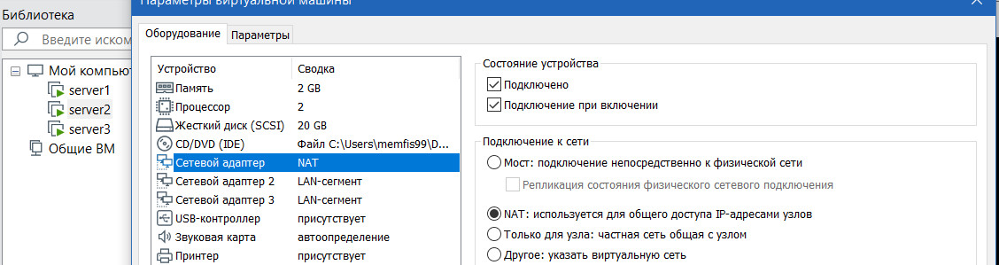 Параметры виртуальной машины
Библиотека
Введите иском
Мой компьют
server1
server2
server3
Общие ВМ
Оборудование Параметры
Устройство Сводка
Память 2 GB
Процессор 2
Жесткий диск (SCSI) 20 GB
CD/DVD (IDE) Файл C:\Users\memfis99\D...
Сетевой адаптер NAT
Сетевой адаптер 2 LAN-сегмент
Сетевой адаптер 3 LAN-сегмент
USB-контроллер присутствует
Звуковая карта автоопределение
Принтер присутствует
Состояние устройства
Подключено
Подключение при включении
Подключение к сети
Мост: подключение непосредственно к физической сети
Репликация состояния физического сетевого подключения
NAT: используется для общего доступа IP-адресами узлов
Только для узла: частная сеть общая с узлом
Другое: указать виртуальную сеть